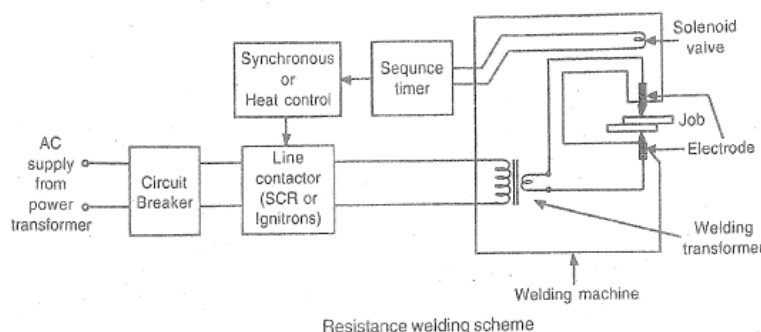 Solenoid
valve
Synchronous
or
Heat control
Sequnce
timer
Job
Electrode
AC
supply
from
power
transformer
Circuit
Breaker
Line
contactor
(SCR or
Ignitrons)
Welding
transformer
Welding machine
Resistance welding scheme